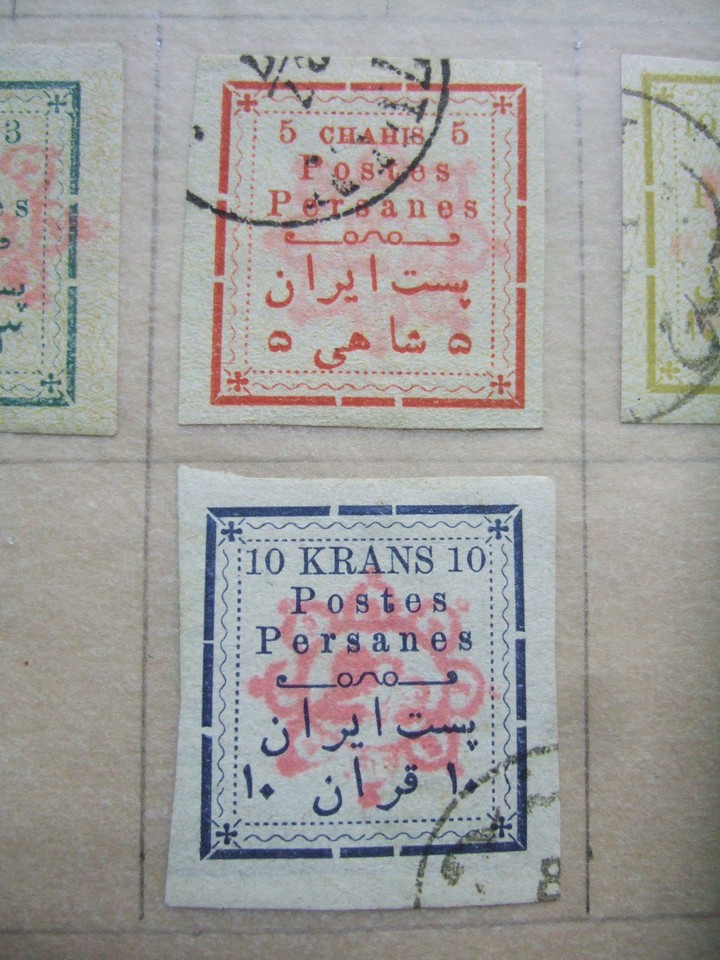 3
5 CHAHIS 5
Postes
Persanes
پست ایران
۵ شاهی ۵
10 KRANS 10
Postes
Persanes
پست ایران
۱۰ قران ۱۰